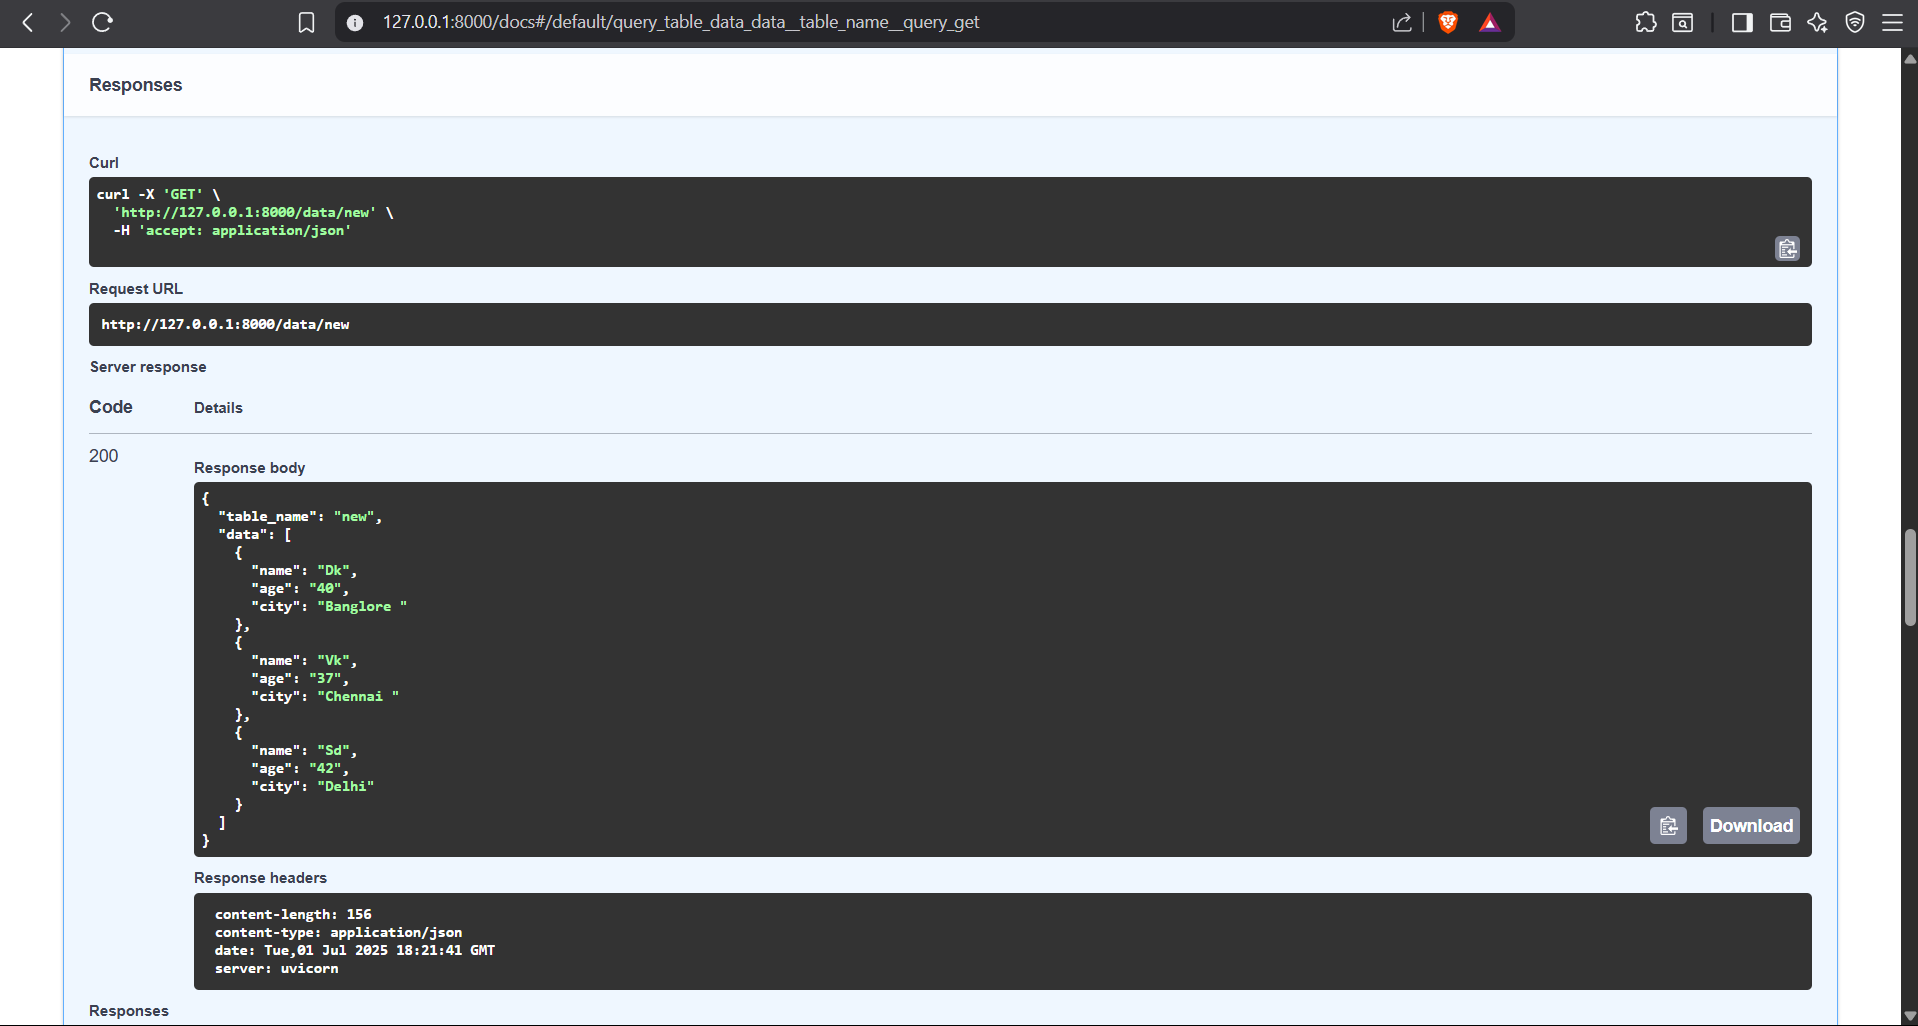 127.0.0.1:8000/docs#/default/query_table_data_data__table_name__query_get
Responses
Curl
curl -X 'GET' \
  'http://127.0.0.1:8000/data/new' \
  -H 'accept: application/json'
Request URL
http://127.0.0.1:8000/data/new
Server response
Code Details
200
Response body
{
  "table_name": "new",
  "data": [
    {
      "name": "Dk",
      "age": "40",
      "city": "Banglore "
    },
    {
      "name": "Vk",
      "age": "37",
      "city": "Chennai "
    },
    {
      "name": "Sd",
      "age": "42",
      "city": "Delhi"
    }
  ]
}
Download
Response headers
content-length: 156
content-type: application/json
date: Tue,01 Jul 2025 18:21:41 GMT
server: uvicorn
Responses